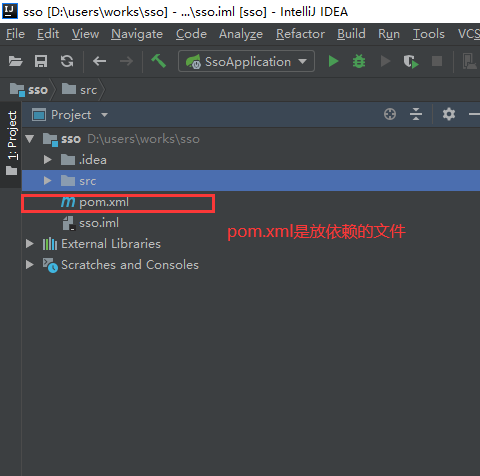 sso [D:\users\works\sso] - ...\sso.iml [sso] - IntelliJ IDEA
File Edit View Navigate Code Analyze Refactor Build Run Tools VCS
SsoApplication
sso src
1: Project
Project
sso D:\users\works\sso
.idea
src
pom.xml
sso.iml
pom.xml是放依赖的文件
External Libraries
Scratches and Consoles